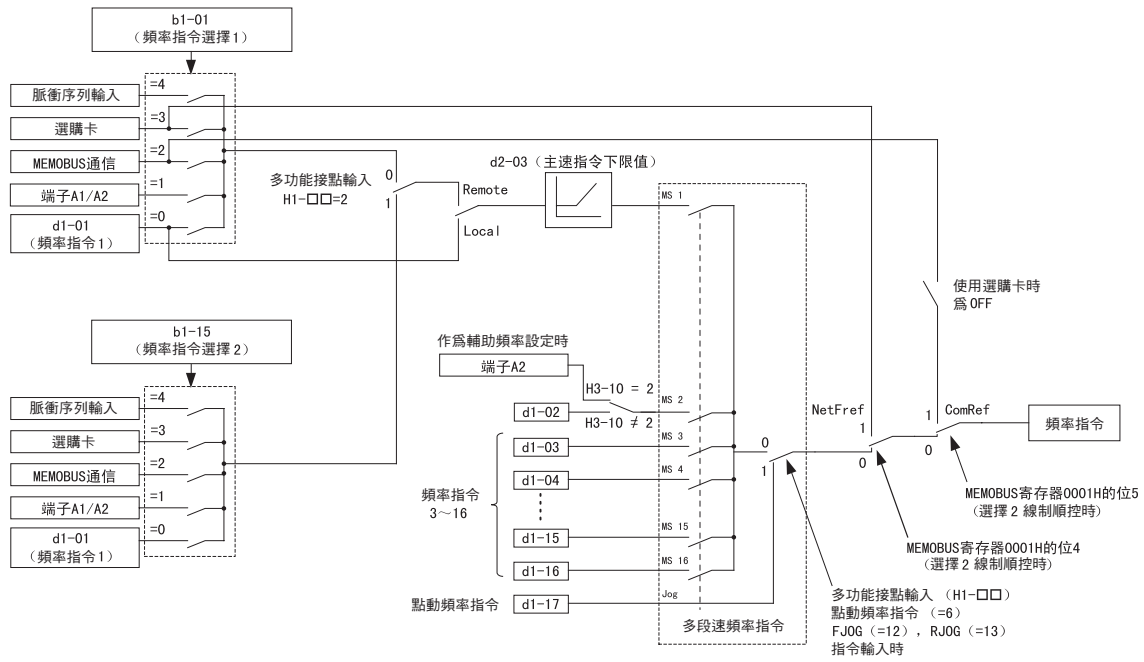 b1-01
（頻率指令選擇1）
脈衝序列輸入
=4
選購卡
=3
MEMOBUS通信
=2
端子A1/A2
=1
d1-01
（頻率指令1）
=0
多功能接點輸入
H1-□□=2
0
1
Remote
Local
d2-03（主速指令下限值）
MS 1
b1-15
（頻率指令選擇2）
脈衝序列輸入
=4
選購卡
=3
MEMOBUS通信
=2
端子A1/A2
=1
d1-01
（頻率指令1）
=0
作爲輔助頻率設定時
端子A2
H3-10 = 2
H3-10 ≠ 2
d1-02
MS 2
頻率指令
3～16
d1-03
MS 3
d1-04
MS 4
d1-15
MS 15
d1-16
MS 16
點動頻率指令
d1-17
Jog
多段速頻率指令
0
1
NetFref
1
0
使用選購卡時
爲OFF
ComRef
1
0
頻率指令
MEMOBUS寄存器0001H的位5
（選擇2線制順控時）
MEMOBUS寄存器0001H的位4
（選擇2線制順控時）
多功能接點輸入 （H1-□□）
點動頻率指令 （=6）
FJOG（=12），RJOG（=13）
指令輸入時